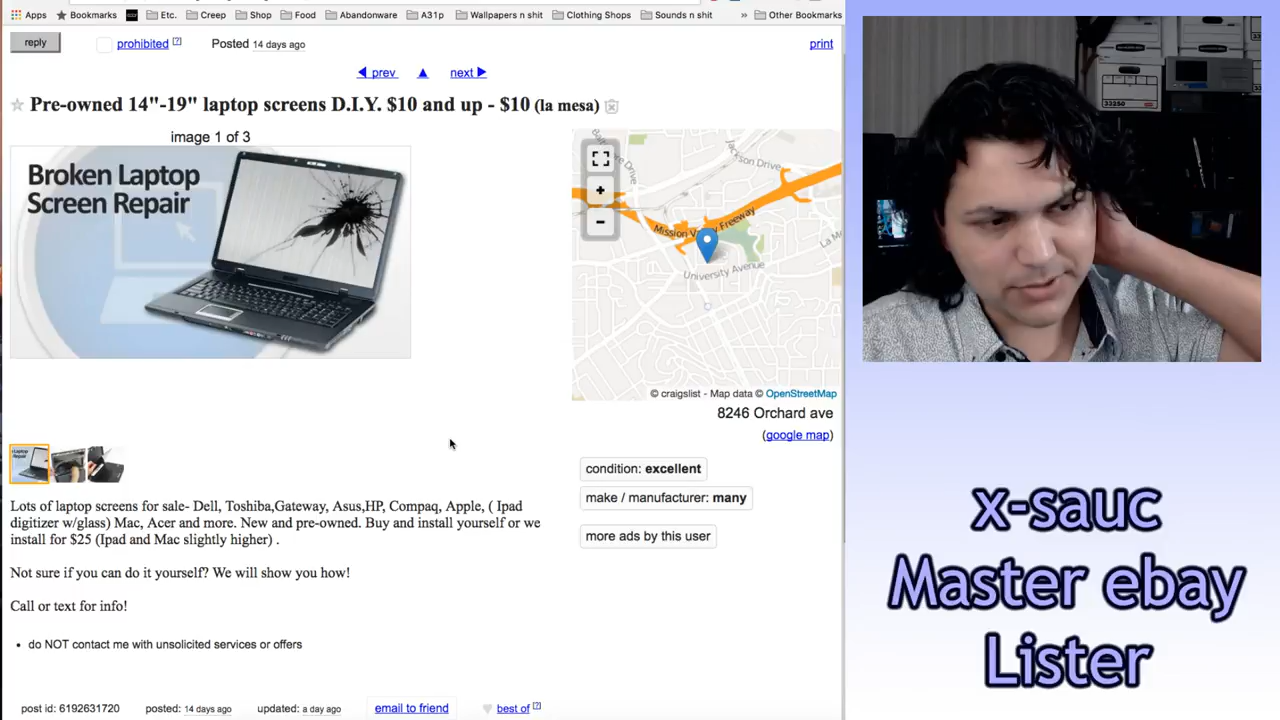 Apps
Bookmarks
Etc.
Creep
Shop
Food
Abandonware
A31p
Wallpapers n shit
Clothing Shops
Sounds n shit
»
Other Bookmarks
reply
prohibited [?]
Posted 14 days ago
print
◀ prev ▲ next ▶
Pre-owned 14"-19" laptop screens D.I.Y. $10 and up - $10 (la mesa)
image 1 of 3
Broken Laptop
Screen Repair
+
−
Jackson Drive
Mission Valley Freeway
University Avenue
© craigslist - Map data © OpenStreetMap
8246 Orchard ave
(google map)
condition: excellent
make / manufacturer: many
more ads by this user
Lots of laptop screens for sale- Dell, Toshiba,Gateway, Asus,HP, Compaq, Apple, ( Ipad
digitizer w/glass) Mac, Acer and more. New and pre-owned. Buy and install yourself or we
install for $25 (Ipad and Mac slightly higher) .
Not sure if you can do it yourself? We will show you how!
Call or text for info!
• do NOT contact me with unsolicited services or offers
post id: 6192631720
posted: 14 days ago
updated: a day ago
email to friend
best of [?]
33250
x-sauc
Master ebay
Lister